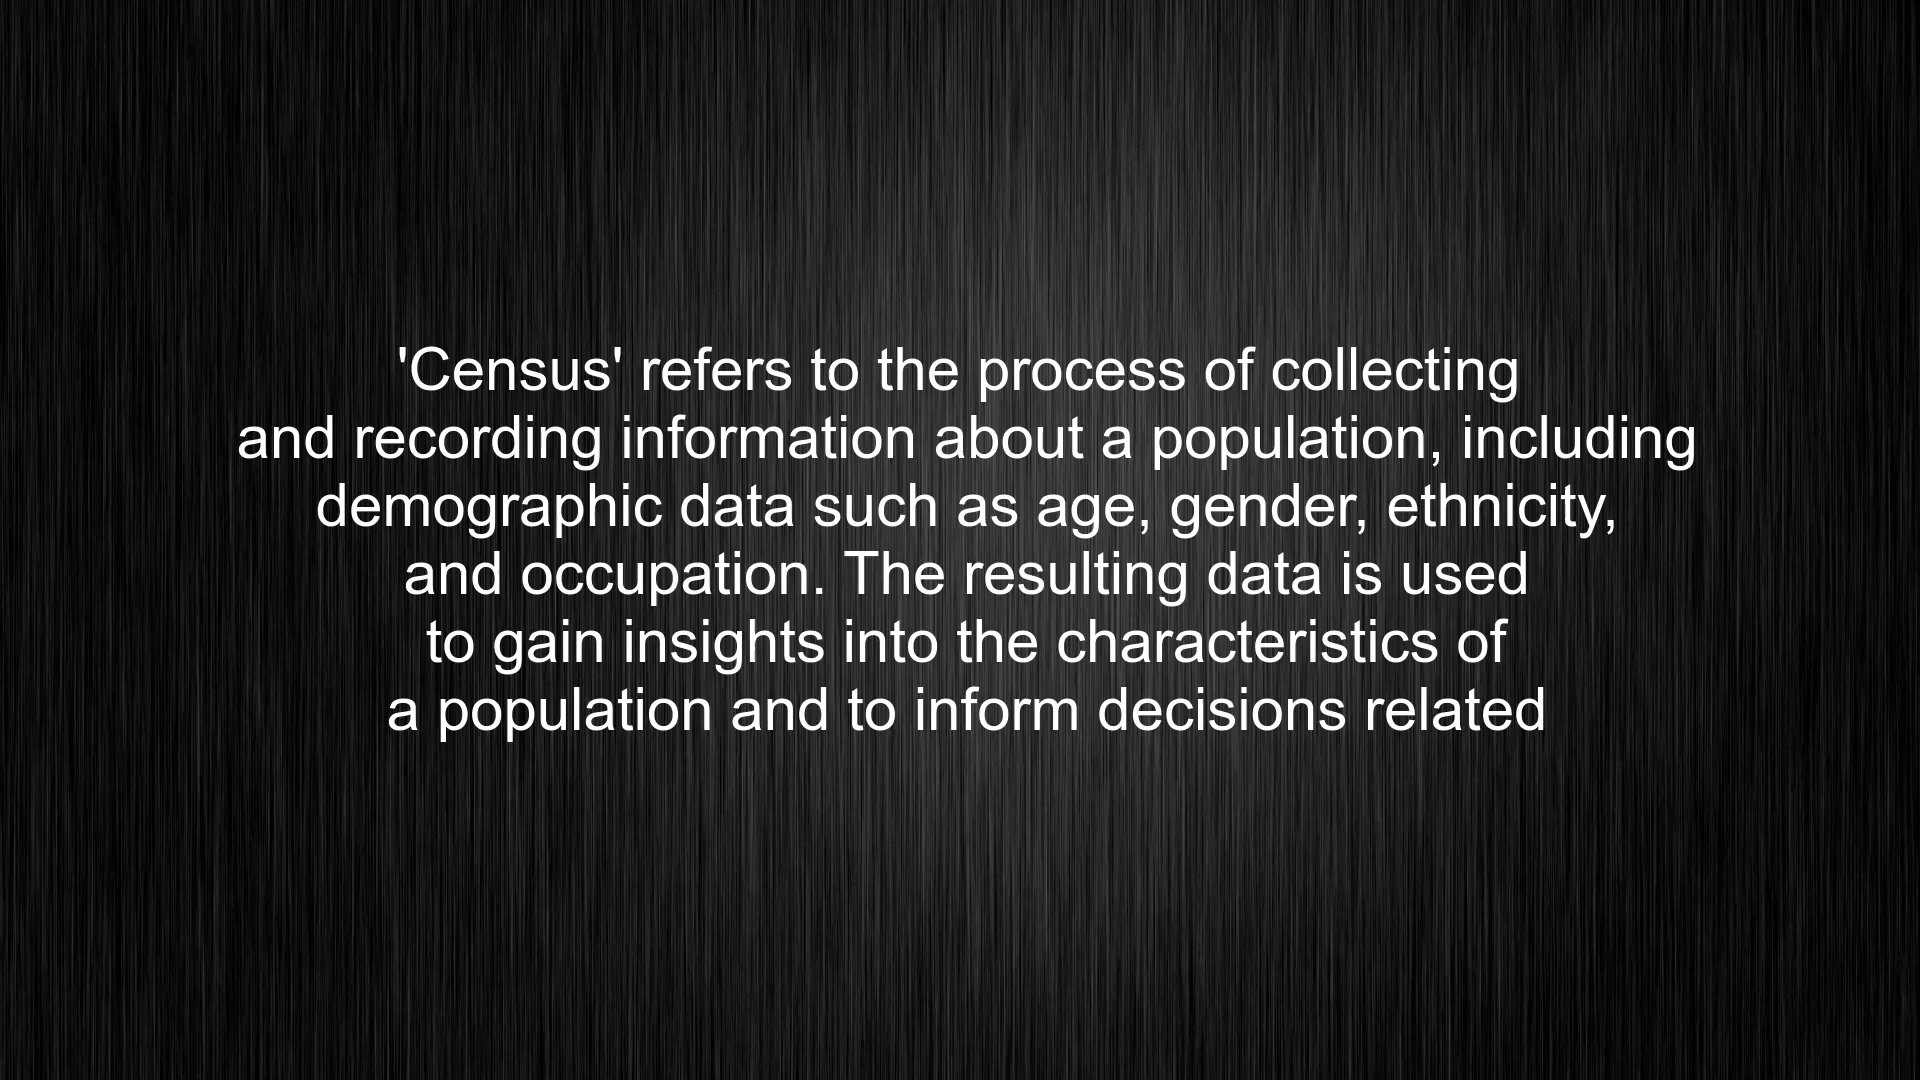 'Census' refers to the process of collecting
and recording information about a population, including
demographic data such as age, gender, ethnicity,
and occupation. The resulting data is used
to gain insights into the characteristics of
a population and to inform decisions related